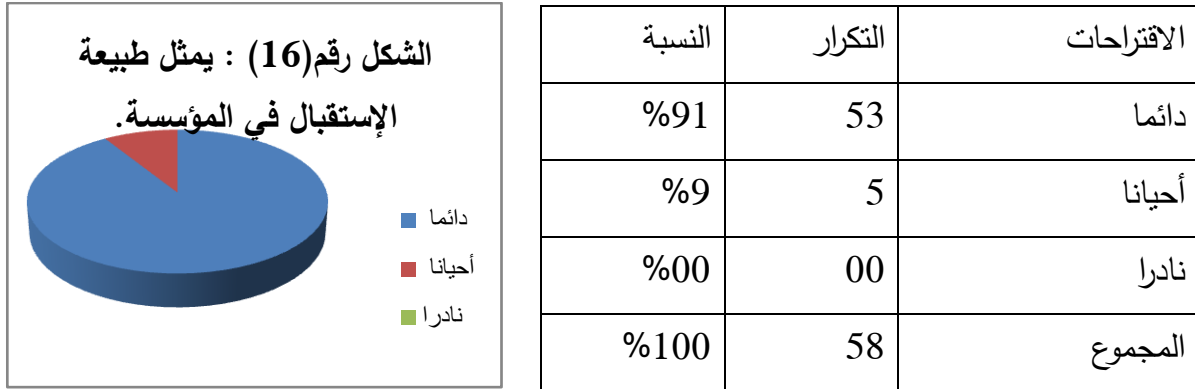 الاقتراحات التكرار النسبة
دائما 53 %91
أحيانا 5 %9
نادرا 00 %00
المجموع 58 %100
الشكل رقم(16) : يمثل طبيعة
الإستقبال في المؤسسة.
دائما
أحيانا
نادرا